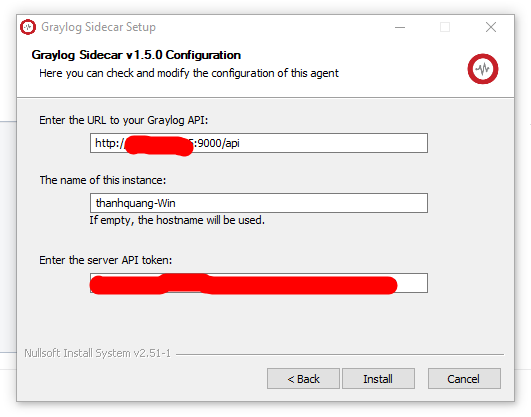 Graylog Sidecar Setup
Graylog Sidecar v1.5.0 Configuration
Here you can check and modify the configuration of this agent
Enter the URL to your Graylog API:
http:/ :9000/api
The name of this instance:
thanhquang-Win
If empty, the hostname will be used.
Enter the server API token:
Nullsoft Install System v2.51-1
< Back Install Cancel